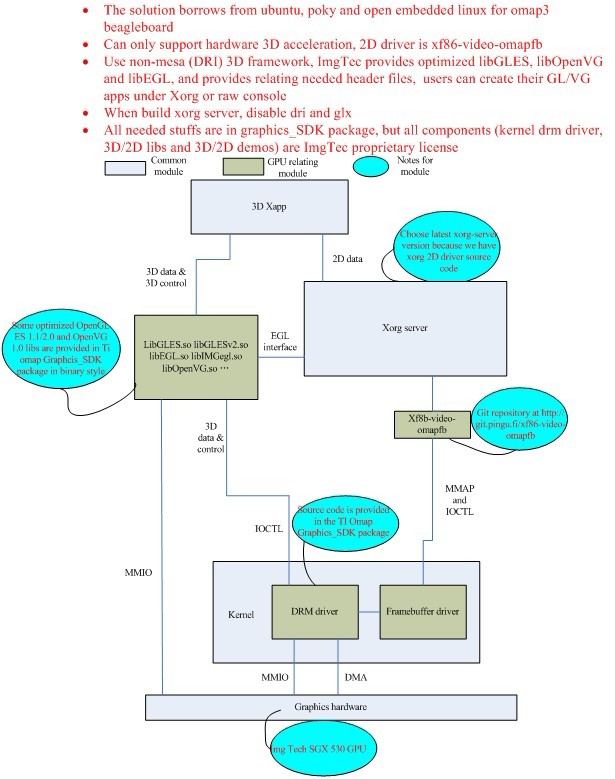 The solution borrows from ubuntu, poky and open embedded linux for omap3
beagleboard
Can only support hardware 3D acceleration, 2D driver is xf86-video-omapfb
Use non-mesa (DRI) 3D framework, ImgTec provides optimized libGLES, libOpenVG
and libEGL, and provides relating needed header files, users can create their GL/VG
apps under Xorg or raw console
When build xorg server, disable dri and glx
All needed stuffs are in graphics_SDK package, but all components (kernel drm driver,
3D/2D libs and 3D/2D demos) are ImgTec proprietary license
Common
module
GPU relating
module
Notes for
module
3D Xapp
Choose latest xorg-server
version because we have
xorg 2D driver source
code
3D data &
3D control
2D data
Some optimized OpenGL
ES 1.1/2.0 and OpenVG
1.0 libs are provided in Ti
omap Graphcis_SDK
package in binary style
LibGLES.so libGLESv2.so
libEGL.so libIMGegl.so
libOpenVG.so ⋯
EGL
interface
Xorg server
Xf8b-video-
omapfb
Git repository at http://
git.pingu.fi/xf86-video-
omapfb
3D
data &
control
MMAP
and
IOCTL
Source code is provided
in the TI Omap
Graphics_SDK package
IOCTL
MMIO
Kernel
DRM driver
Framebuffer driver
MMIO
DMA
Graphics hardware
mg Tech SGX 530 GPU